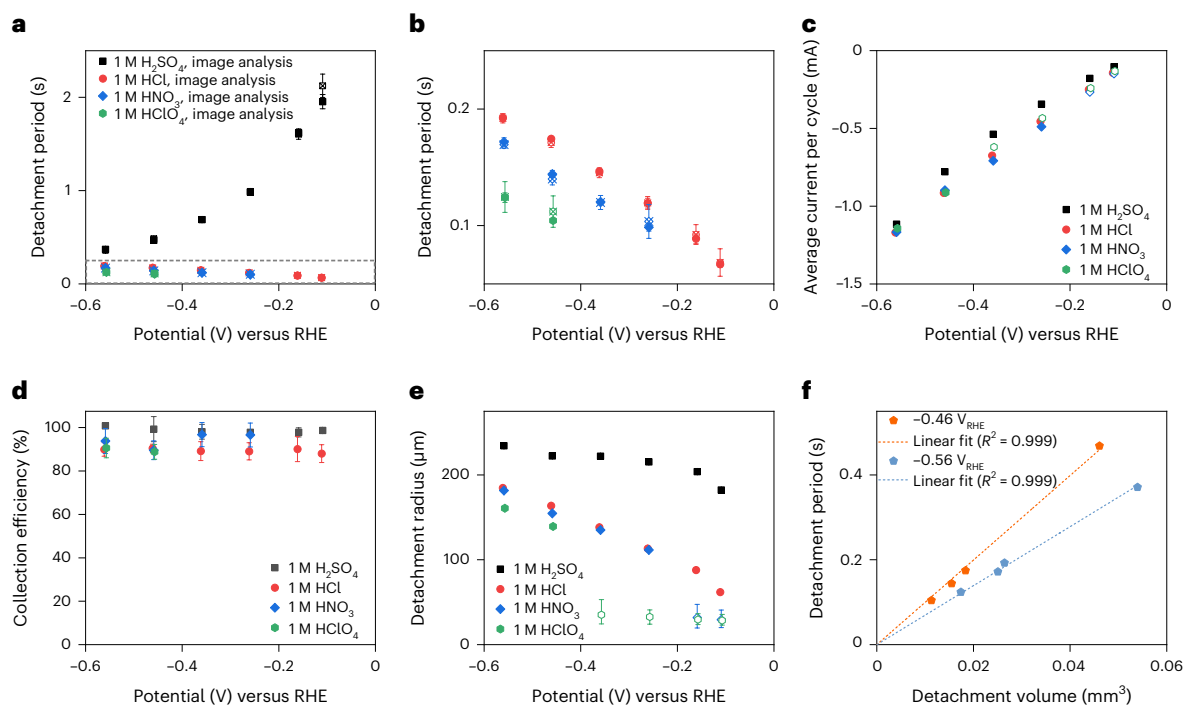 a
Detachment period (s)
2
1
0
1 M H₂SO₄, image analysis
1 M HCl, image analysis
1 M HNO₃, image analysis
1 M HClO₄, image analysis
−0.6
−0.4
−0.2
0
Potential (V) versus RHE
b
Detachment period (s)
0.2
0.1
−0.6
−0.4
−0.2
0
Potential (V) versus RHE
c
Average current per cycle (mA)
0
−0.5
−1.0
−1.5
1 M H₂SO₄
1 M HCl
1 M HNO₃
1 M HClO₄
−0.6
−0.4
−0.2
0
Potential (V) versus RHE
d
Collection efficiency (%)
100
80
60
40
20
0
1 M H₂SO₄
1 M HCl
1 M HNO₃
1 M HClO₄
−0.6
−0.4
−0.2
0
Potential (V) versus RHE
e
Detachment radius (µm)
200
100
0
1 M H₂SO₄
1 M HCl
1 M HNO₃
1 M HClO₄
−0.6
−0.4
−0.2
0
Potential (V) versus RHE
f
Detachment period (s)
0.4
0.2
0
−0.46 V_RHE
Linear fit (R² = 0.999)
−0.56 V_RHE
Linear fit (R² = 0.999)
0
0.02
0.04
0.06
Detachment volume (mm³)